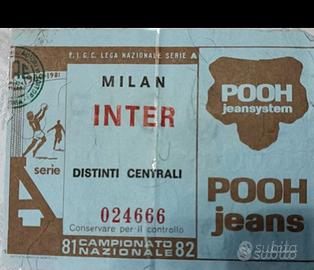 F.I.G.C. LEGA NAZIONALE SERIE A
MILAN
INTER
DISTINTI CENTRALI
024666
Conservare per il controllo
81 CAMPIONATO NAZIONALE 82
serie
A
POOH
jeansystem
POOH
jeans
subito